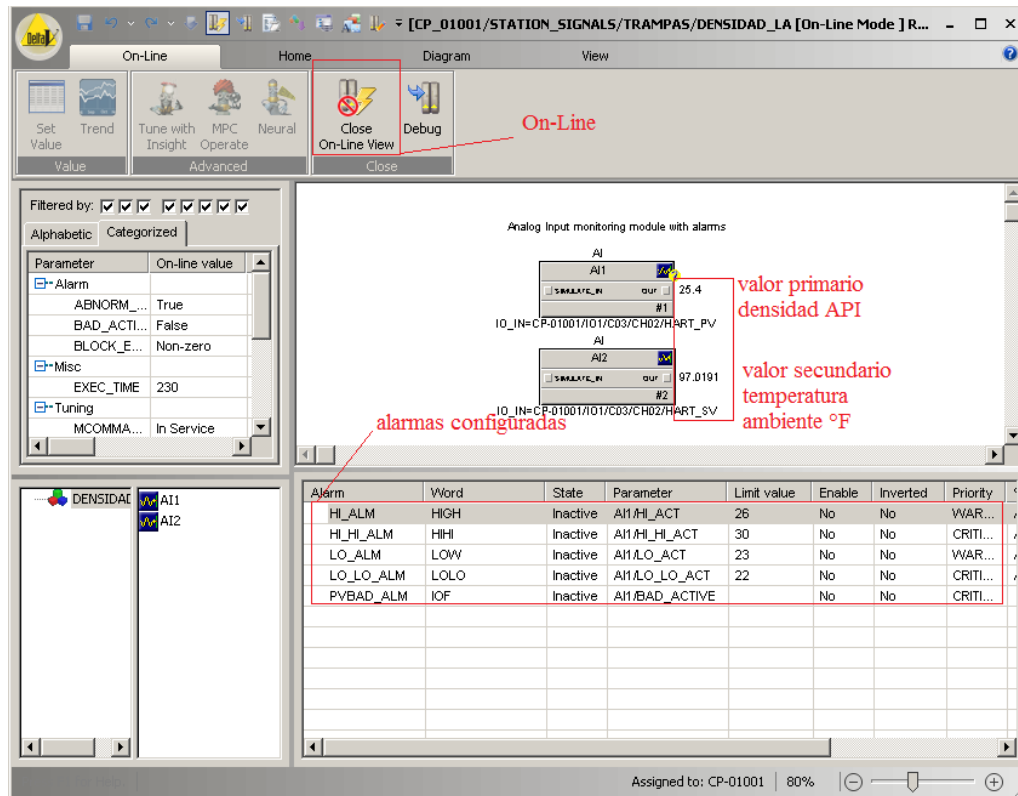 DeltaV
[CP_01001/STATION_SIGNALS/TRAMPAS/DENSIDAD_LA [On-Line Mode ] R...
On-Line Home Diagram View
Set Value
Trend
Tune with Insight
MPC Operate
Neural
Close On-Line View
Debug
Value
Advanced
Close
On-Line
Filtered by:
Alphabetic Categorized
Parameter On-line value
Alarm
ABNORM_... True
BAD_ACTI... False
BLOCK_E... Non-zero
Misc
EXEC_TIME 230
Tuning
MCOMMA... In Service
Analog Input monitoring module with alarms
AI
AI1
SIMULATE_IN OUT 25.4
#1
IO_IN=CP-01001/IO1/C03/CH02/HART_PV
AI
AI2
SIMULATE_IN OUT 97.0191
#2
IO_IN=CP-01001/IO1/C03/CH02/HART_SV
valor primario
densidad API
valor secundario
temperatura
ambiente °F
alarmas configuradas
DENSIDAD
AI1
AI2
Alarm Word State Parameter Limit value Enable Inverted Priority
HI_ALM HIGH Inactive AI1/HI_ACT 26 No No WAR...
HI_HI_ALM HIHI Inactive AI1/HI_HI_ACT 30 No No CRITI...
LO_ALM LOW Inactive AI1/LO_ACT 23 No No WAR...
LO_LO_ALM LOLO Inactive AI1/LO_LO_ACT 22 No No CRITI...
PVBAD_ALM IOF Inactive AI1/BAD_ACTIVE No No CRITI...
Assigned to: CP-01001 80%